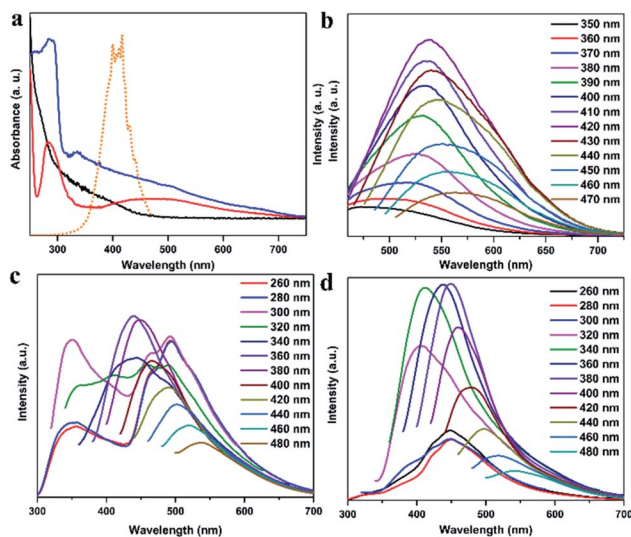 a
Absorbance (a. u.)
300 400 500 600 700
Wavelength (nm)
b
Intensity (a. u.)
Intensity (a. u.)
350 nm
360 nm
370 nm
380 nm
390 nm
400 nm
410 nm
420 nm
430 nm
440 nm
450 nm
460 nm
470 nm
500 550 600 650 700
Wavelength (nm)
c
Intensity (a.u.)
260 nm
280 nm
300 nm
320 nm
340 nm
360 nm
380 nm
400 nm
420 nm
440 nm
460 nm
480 nm
300 400 500 600 700
Wavelength (nm)
d
Intensity (a.u.)
260 nm
280 nm
300 nm
320 nm
340 nm
360 nm
380 nm
400 nm
420 nm
440 nm
460 nm
480 nm
300 400 500 600 700
Wavelength (nm)